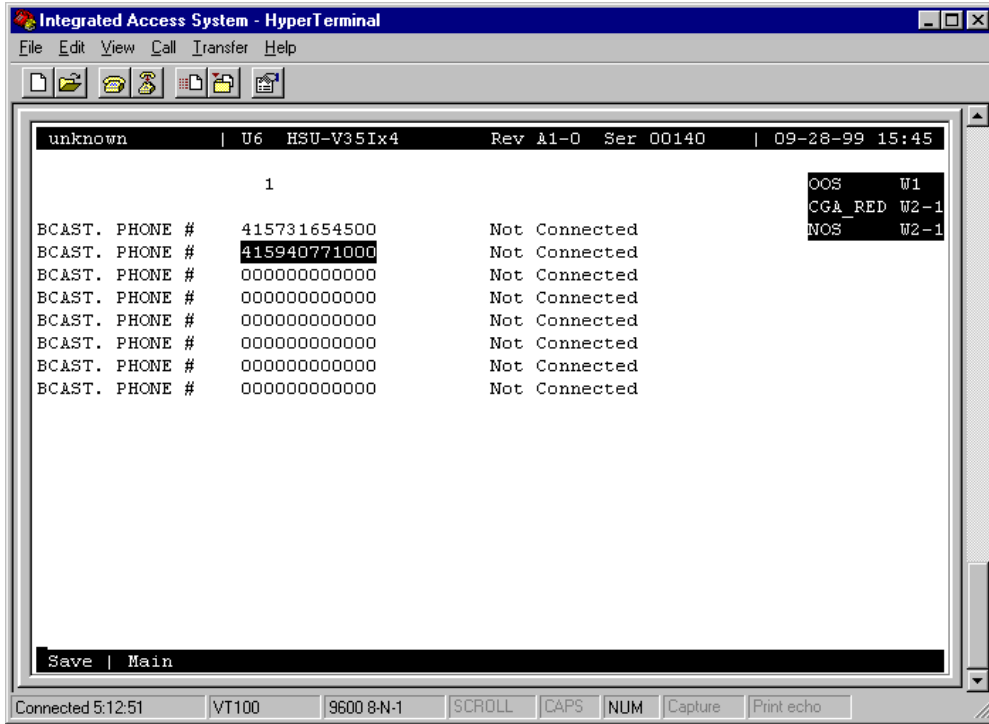 Integrated Access System - HyperTerminal
File Edit View Call Transfer Help
unknown | U6 HSU-V35Ix4 Rev A1-0 Ser 00140 | 09-28-99 15:45
1 OOS W1
CGA_RED W2-1
BCAST. PHONE # 415731654500 Not Connected NOS W2-1
BCAST. PHONE # 415940771000 Not Connected
BCAST. PHONE # 000000000000 Not Connected
BCAST. PHONE # 000000000000 Not Connected
BCAST. PHONE # 000000000000 Not Connected
BCAST. PHONE # 000000000000 Not Connected
BCAST. PHONE # 000000000000 Not Connected
BCAST. PHONE # 000000000000 Not Connected
Save | Main
Connected 5:12:51 VT100 9600 8-N-1 SCROLL CAPS NUM Capture Print echo